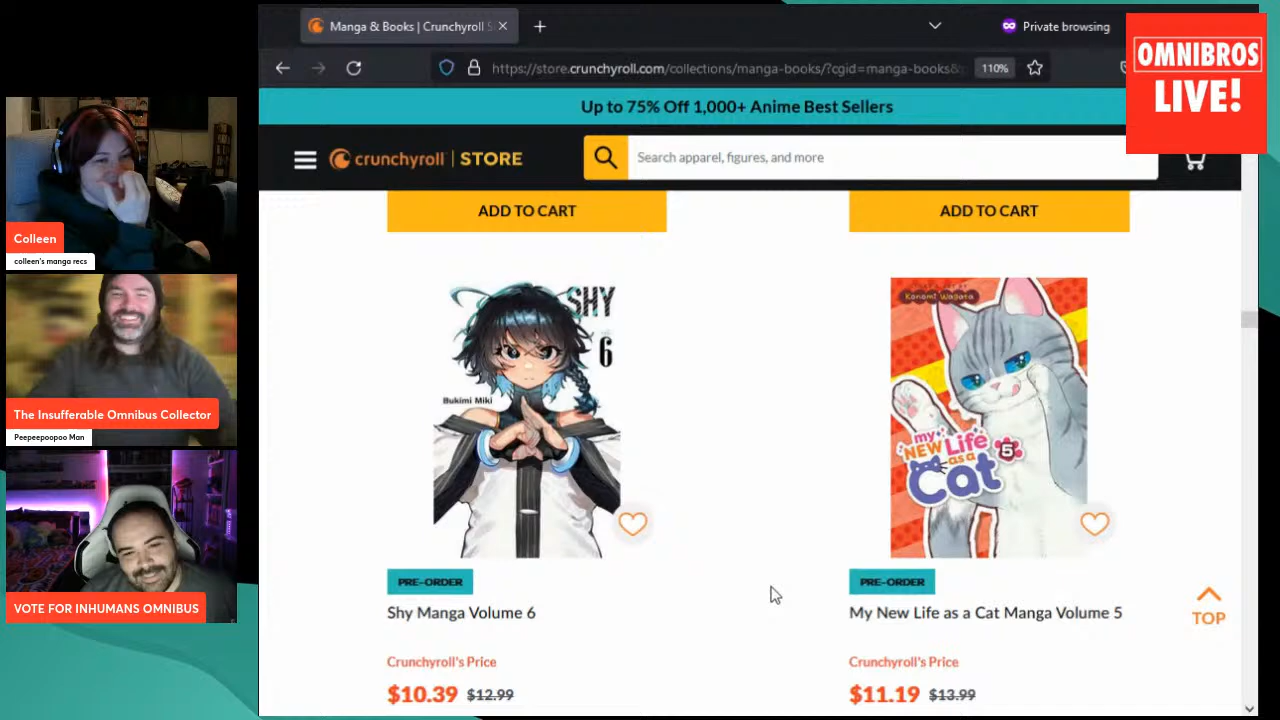 Manga & Books | Crunchyroll S
Private browsing
https://store.crunchyroll.com/collections/manga-books/?cgid=manga-books&
110%
OMNIBROS
LIVE!
Up to 75% Off 1,000+ Anime Best Sellers
crunchyroll | STORE
Search apparel, figures, and more
ADD TO CART
ADD TO CART
Colleen
colleen's manga recs
The Insufferable Omnibus Collector
Peepeepoopoo Man
VOTE FOR INHUMANS OMNIBUS
SHY
6
Bukimi Miki
Konami Wagata
my
NEW Life
as a
Cat
5
PRE-ORDER
Shy Manga Volume 6
Crunchyroll's Price
$10.39 $12.99
PRE-ORDER
My New Life as a Cat Manga Volume 5
Crunchyroll's Price
$11.19 $13.99
TOP